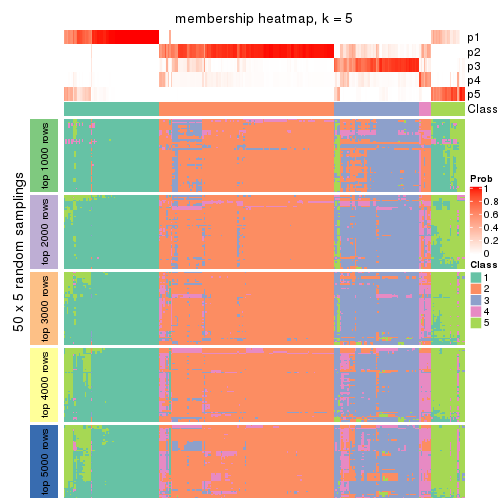 membership heatmap, k = 5
p1
p2
p3
p4
p5
Class
50 x 5 random samplings
top 1000 rows
top 2000 rows
top 3000 rows
top 4000 rows
top 5000 rows
Prob
1
0.8
0.6
0.4
0.2
0
Class
1
2
3
4
5